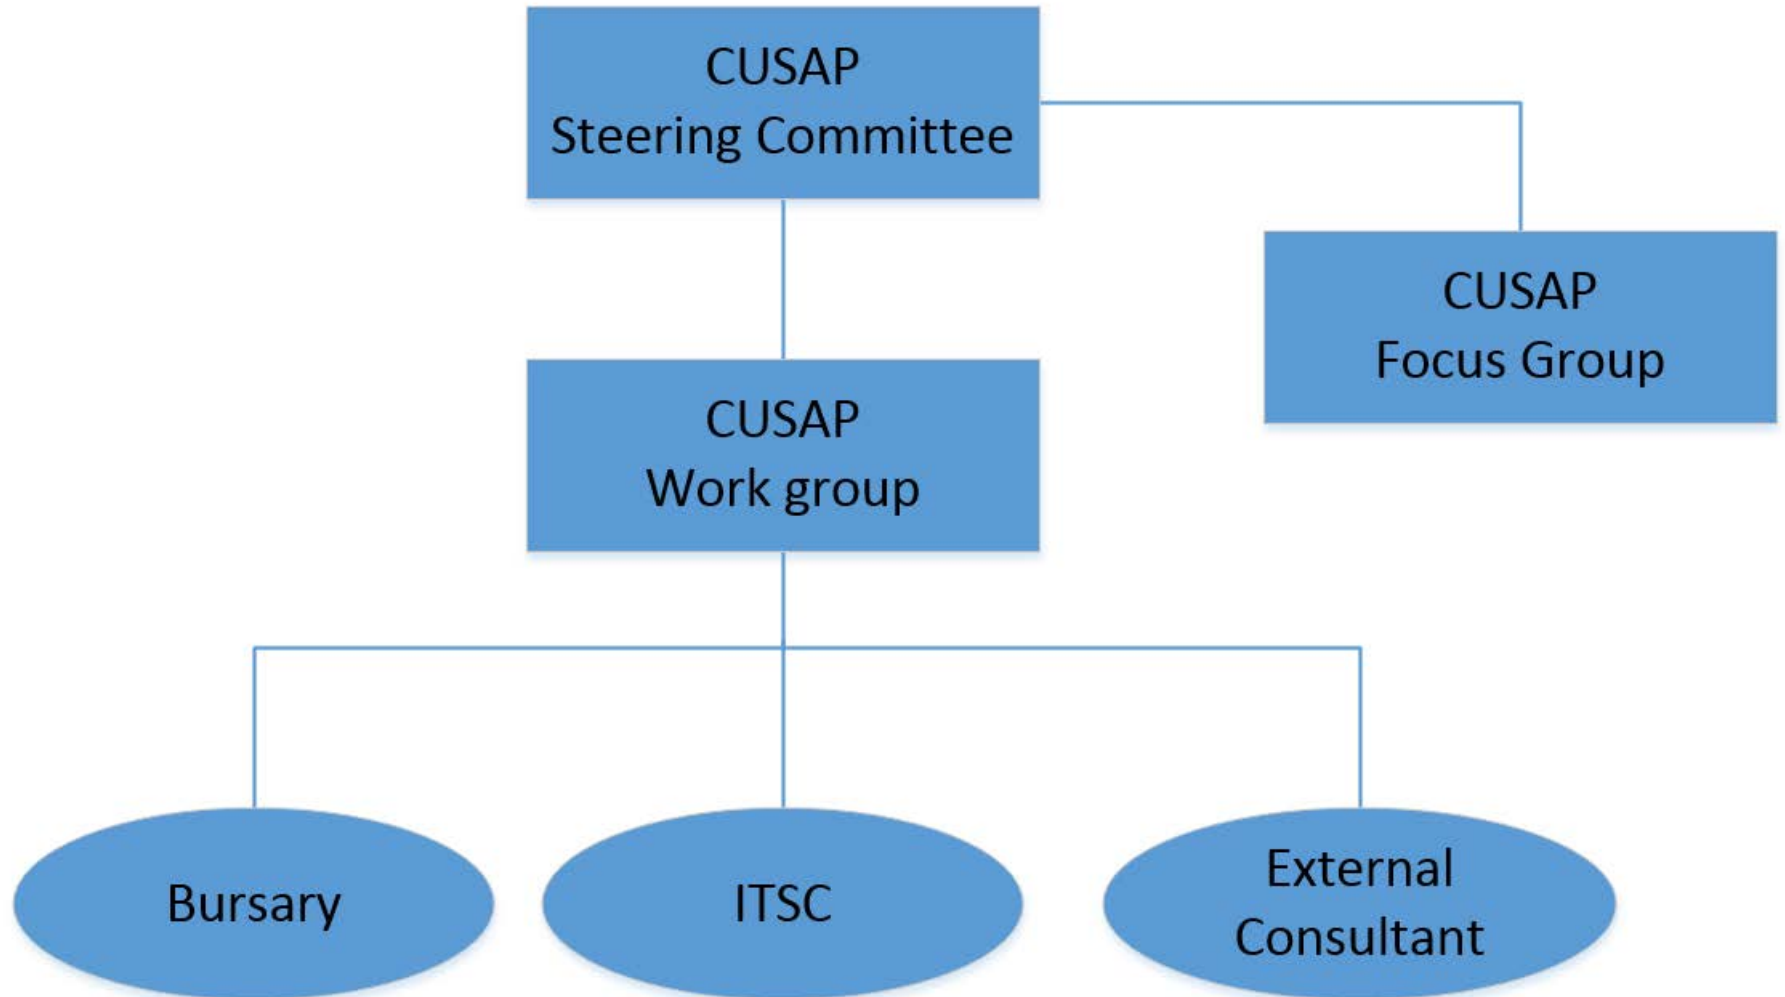 CUSAP
Steering Committee
CUSAP
Focus Group
CUSAP
Work group
Bursary
ITSC
External
Consultant